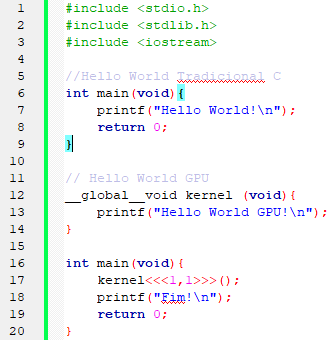 1 #include <stdio.h>
2 #include <stdlib.h>
3 #include <iostream>
4
5 //Hello World Tradicional C
6 int main(void){
7 printf("Hello World!\n");
8 return 0;
9 }
10
11 // Hello World GPU
12 __global__void kernel (void){
13 printf("Hello World GPU!\n");
14 }
15
16 int main(void){
17 kernel<<<1,1>>>();
18 printf("Fim!\n");
19 return 0;
20 }